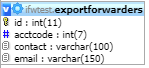 ifwtest.exportforwarders
id : int(11)
acctcode : int(7)
contact : varchar(100)
email : varchar(150)